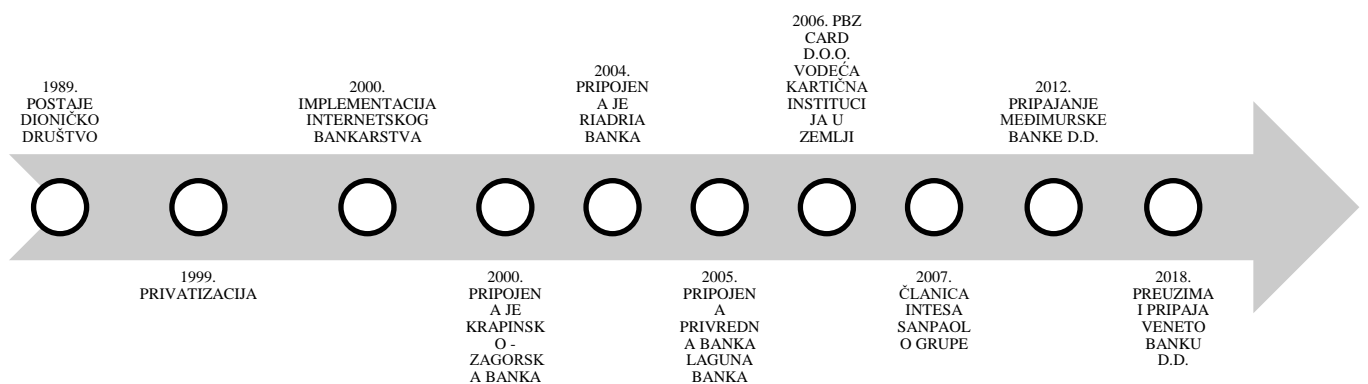 1989.
POSTAJE
DIONIČKO
DRUŠTVO
1999.
PRIVATIZACIJA
2000.
IMPLEMENTACIJA
INTERNETSKOG
BANKARSTVA
2000.
PRIPOJEN
A JE
KRAPINSK
O -
ZAGORSK
A BANKA
2004.
PRIPOJEN
A JE
RIADRIA
BANKA
2005.
PRIPOJEN
A
PRIVREDN
A BANKA
LAGUNA
BANKA
2006. PBZ
CARD
D.O.O.
VODEĆA
KARTIČNA
INSTITUCI
JA U
ZEMLJI
2007.
ČLANICA
INTESA
SANPAOL
O GRUPE
2012.
PRIPAJANJE
MEĐIMURSKE
BANKE D.D.
2018.
PREUZIMA
I PRIPAJA
VENETO
BANKU
D.D.